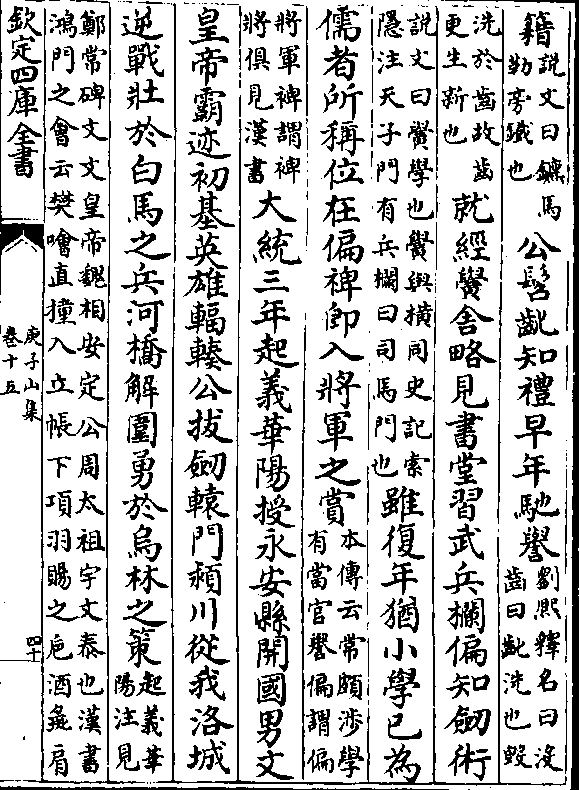 籍說文曰鑣馬勒旁鐵也公髫齓知禮早年馳譽劉熙釋名曰沒齒曰齓洗也毀
洗於齒故齒更生新也就經黌舍略見書堂習武兵欄偏知劒術
說文曰黌學也黌與横同史記索隱注天子門有兵欄曰司馬門也雖復年猶小學已為
儒者所稱位在偏裨卽入將軍之賞本傳云常頗涉學有當官譽偏謂偏
將軍裨謂裨將俱見漢書大統三年起義華陽授永安縣開國男文
皇帝霸迹初基英雄輻輳公拔劒轅門頴川從我洛城
逆戰壯於白馬之兵河橋解圍勇於烏林之策起義華陽注見
鄭常碑文文皇帝魏相安定公周太祖宇文泰也漢書鴻門之會云樊噲直撞入立帳下項羽賜之巵酒彘肩
欽定四庫全書
庾子山集
卷十五
四十